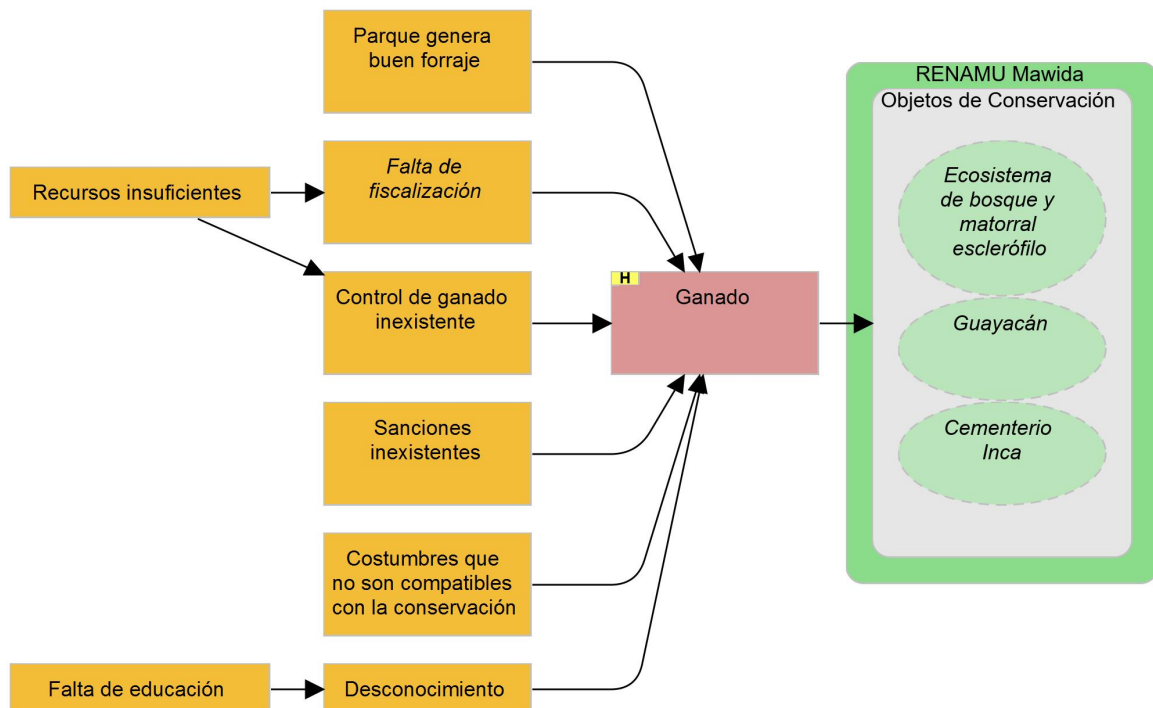 Parque genera
buen forraje
Recursos insuficientes
Falta de
fiscalización
Control de ganado
inexistente
Sanciones
inexistentes
Costumbres que
no son compatibles
con la conservación
Falta de educación
Desconocimiento
H
Ganado
RENAMU Mawida
Objetos de Conservación
Ecosistema
de bosque y
matorral
esclerófilo
Guayacán
Cementerio
Inca